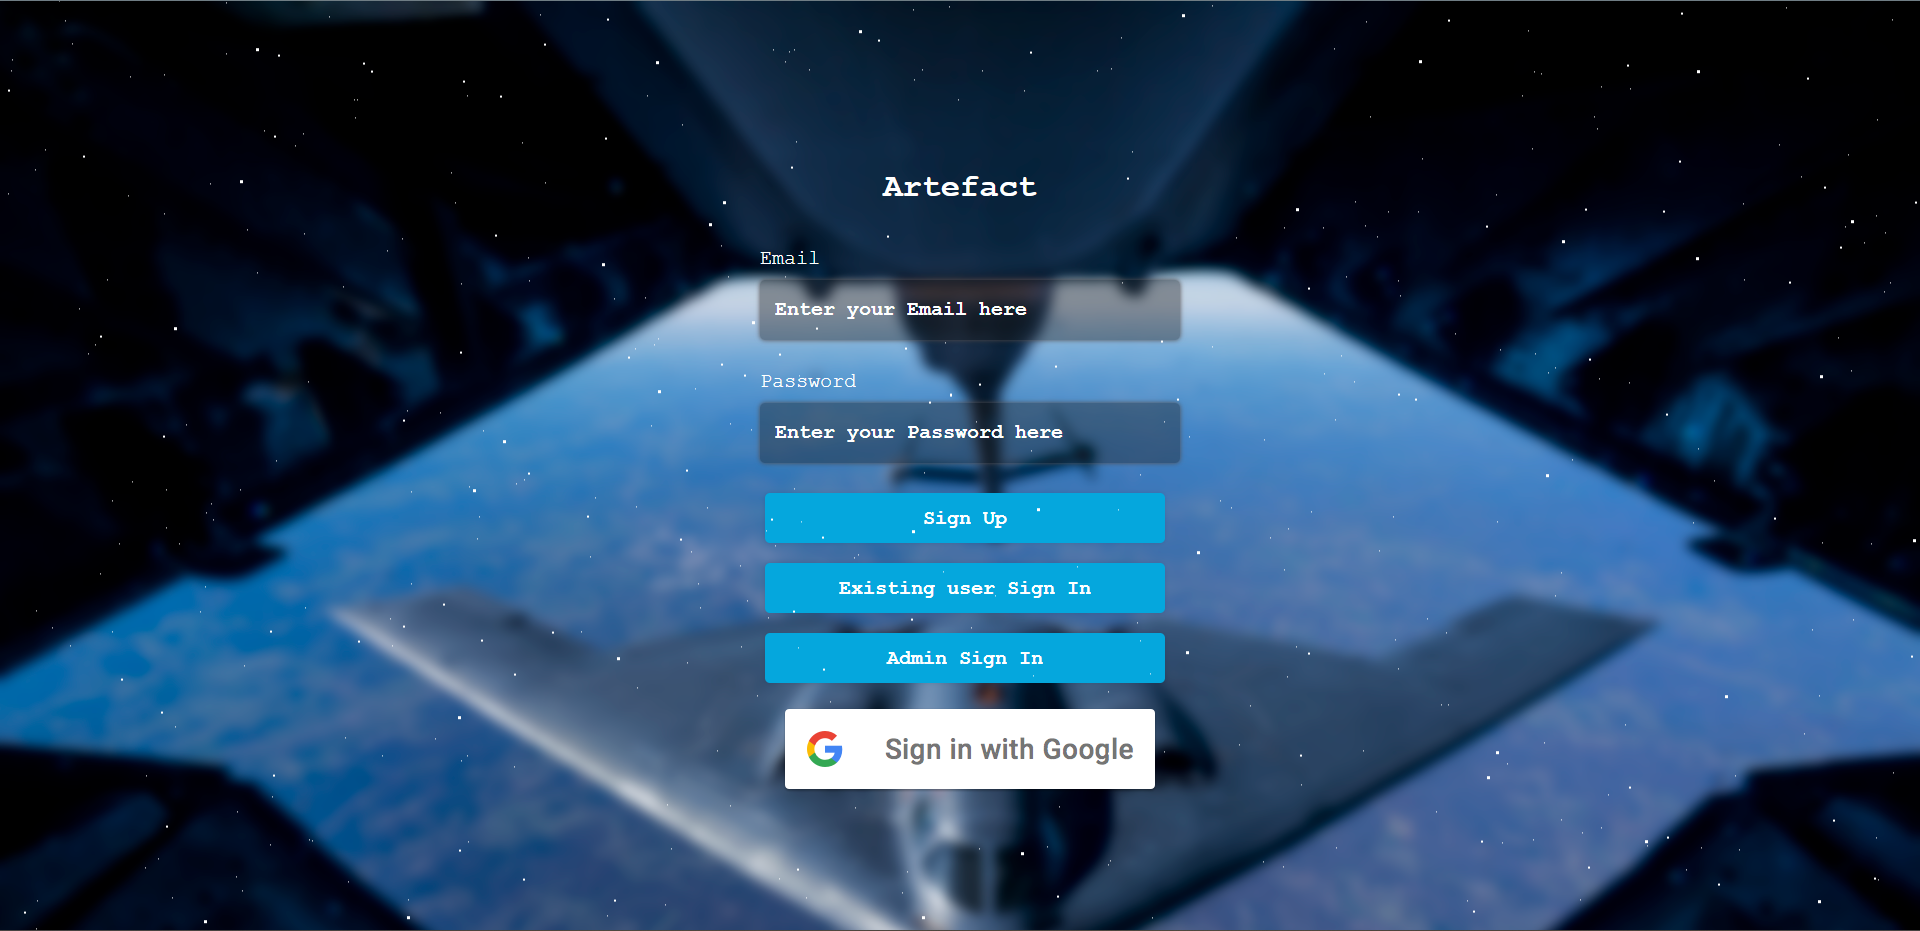 Artefact
Email
Enter your Email here
Password
Enter your Password here
Sign Up
Existing user Sign In
Admin Sign In
Sign in with Google